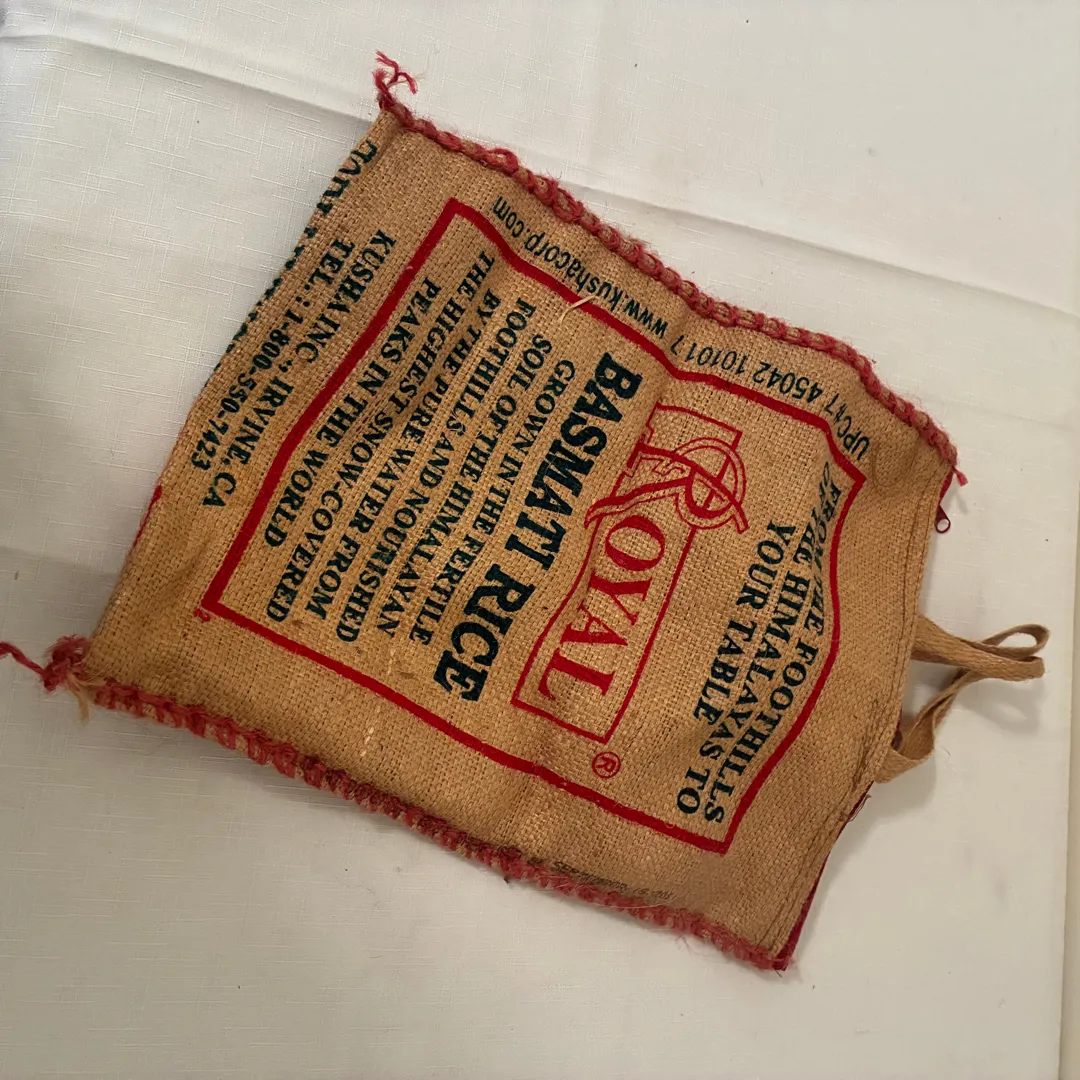 FROM THE FOOTHILLS
OF THE HIMALAYAS TO
YOUR TABLE
ROYAL®
BASMATI RICE
GROWN IN THE FERTILE
SOIL OF THE HIMALAYAN
FOOTHILLS AND NOURISHED
BY THE PURE WATER FROM
THE HIGHEST SNOW-COVERED
PEAKS IN THE WORLD
KUSHA INC., IRVINE, CA
TEL.: 1-800-550-7423
UPC#7 45042 10101 7
www.kushacorp.com